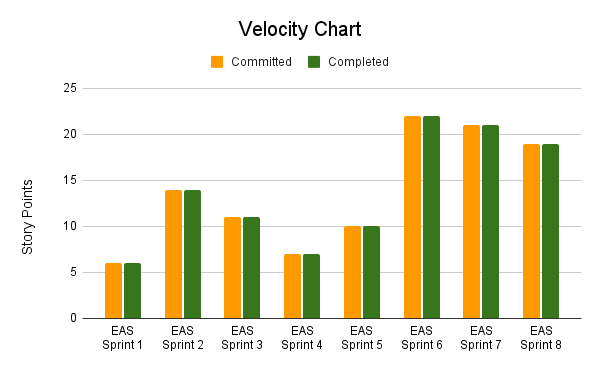 Velocity Chart
Committed Completed
25
20
15
10
5
0
Story Points
EAS Sprint 1
EAS Sprint 2
EAS Sprint 3
EAS Sprint 4
EAS Sprint 5
EAS Sprint 6
EAS Sprint 7
EAS Sprint 8